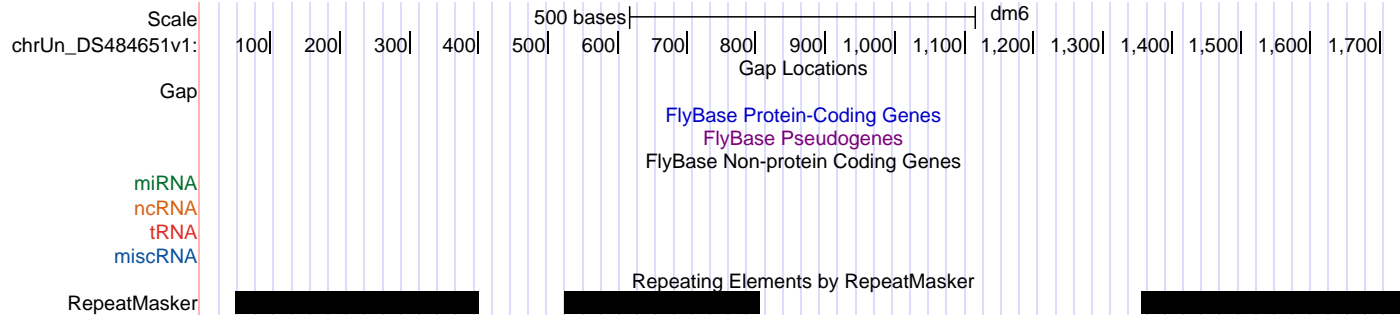 Scale 500 bases dm6
chrUn_DS484651v1: 100 200 300 400 500 600 700 800 900 1,000 1,100 1,200 1,300 1,400 1,500 1,600 1,700
Gap Locations
Gap
FlyBase Protein-Coding Genes
FlyBase Pseudogenes
FlyBase Non-protein Coding Genes
miRNA
ncRNA
tRNA
miscRNA
Repeating Elements by RepeatMasker
RepeatMasker